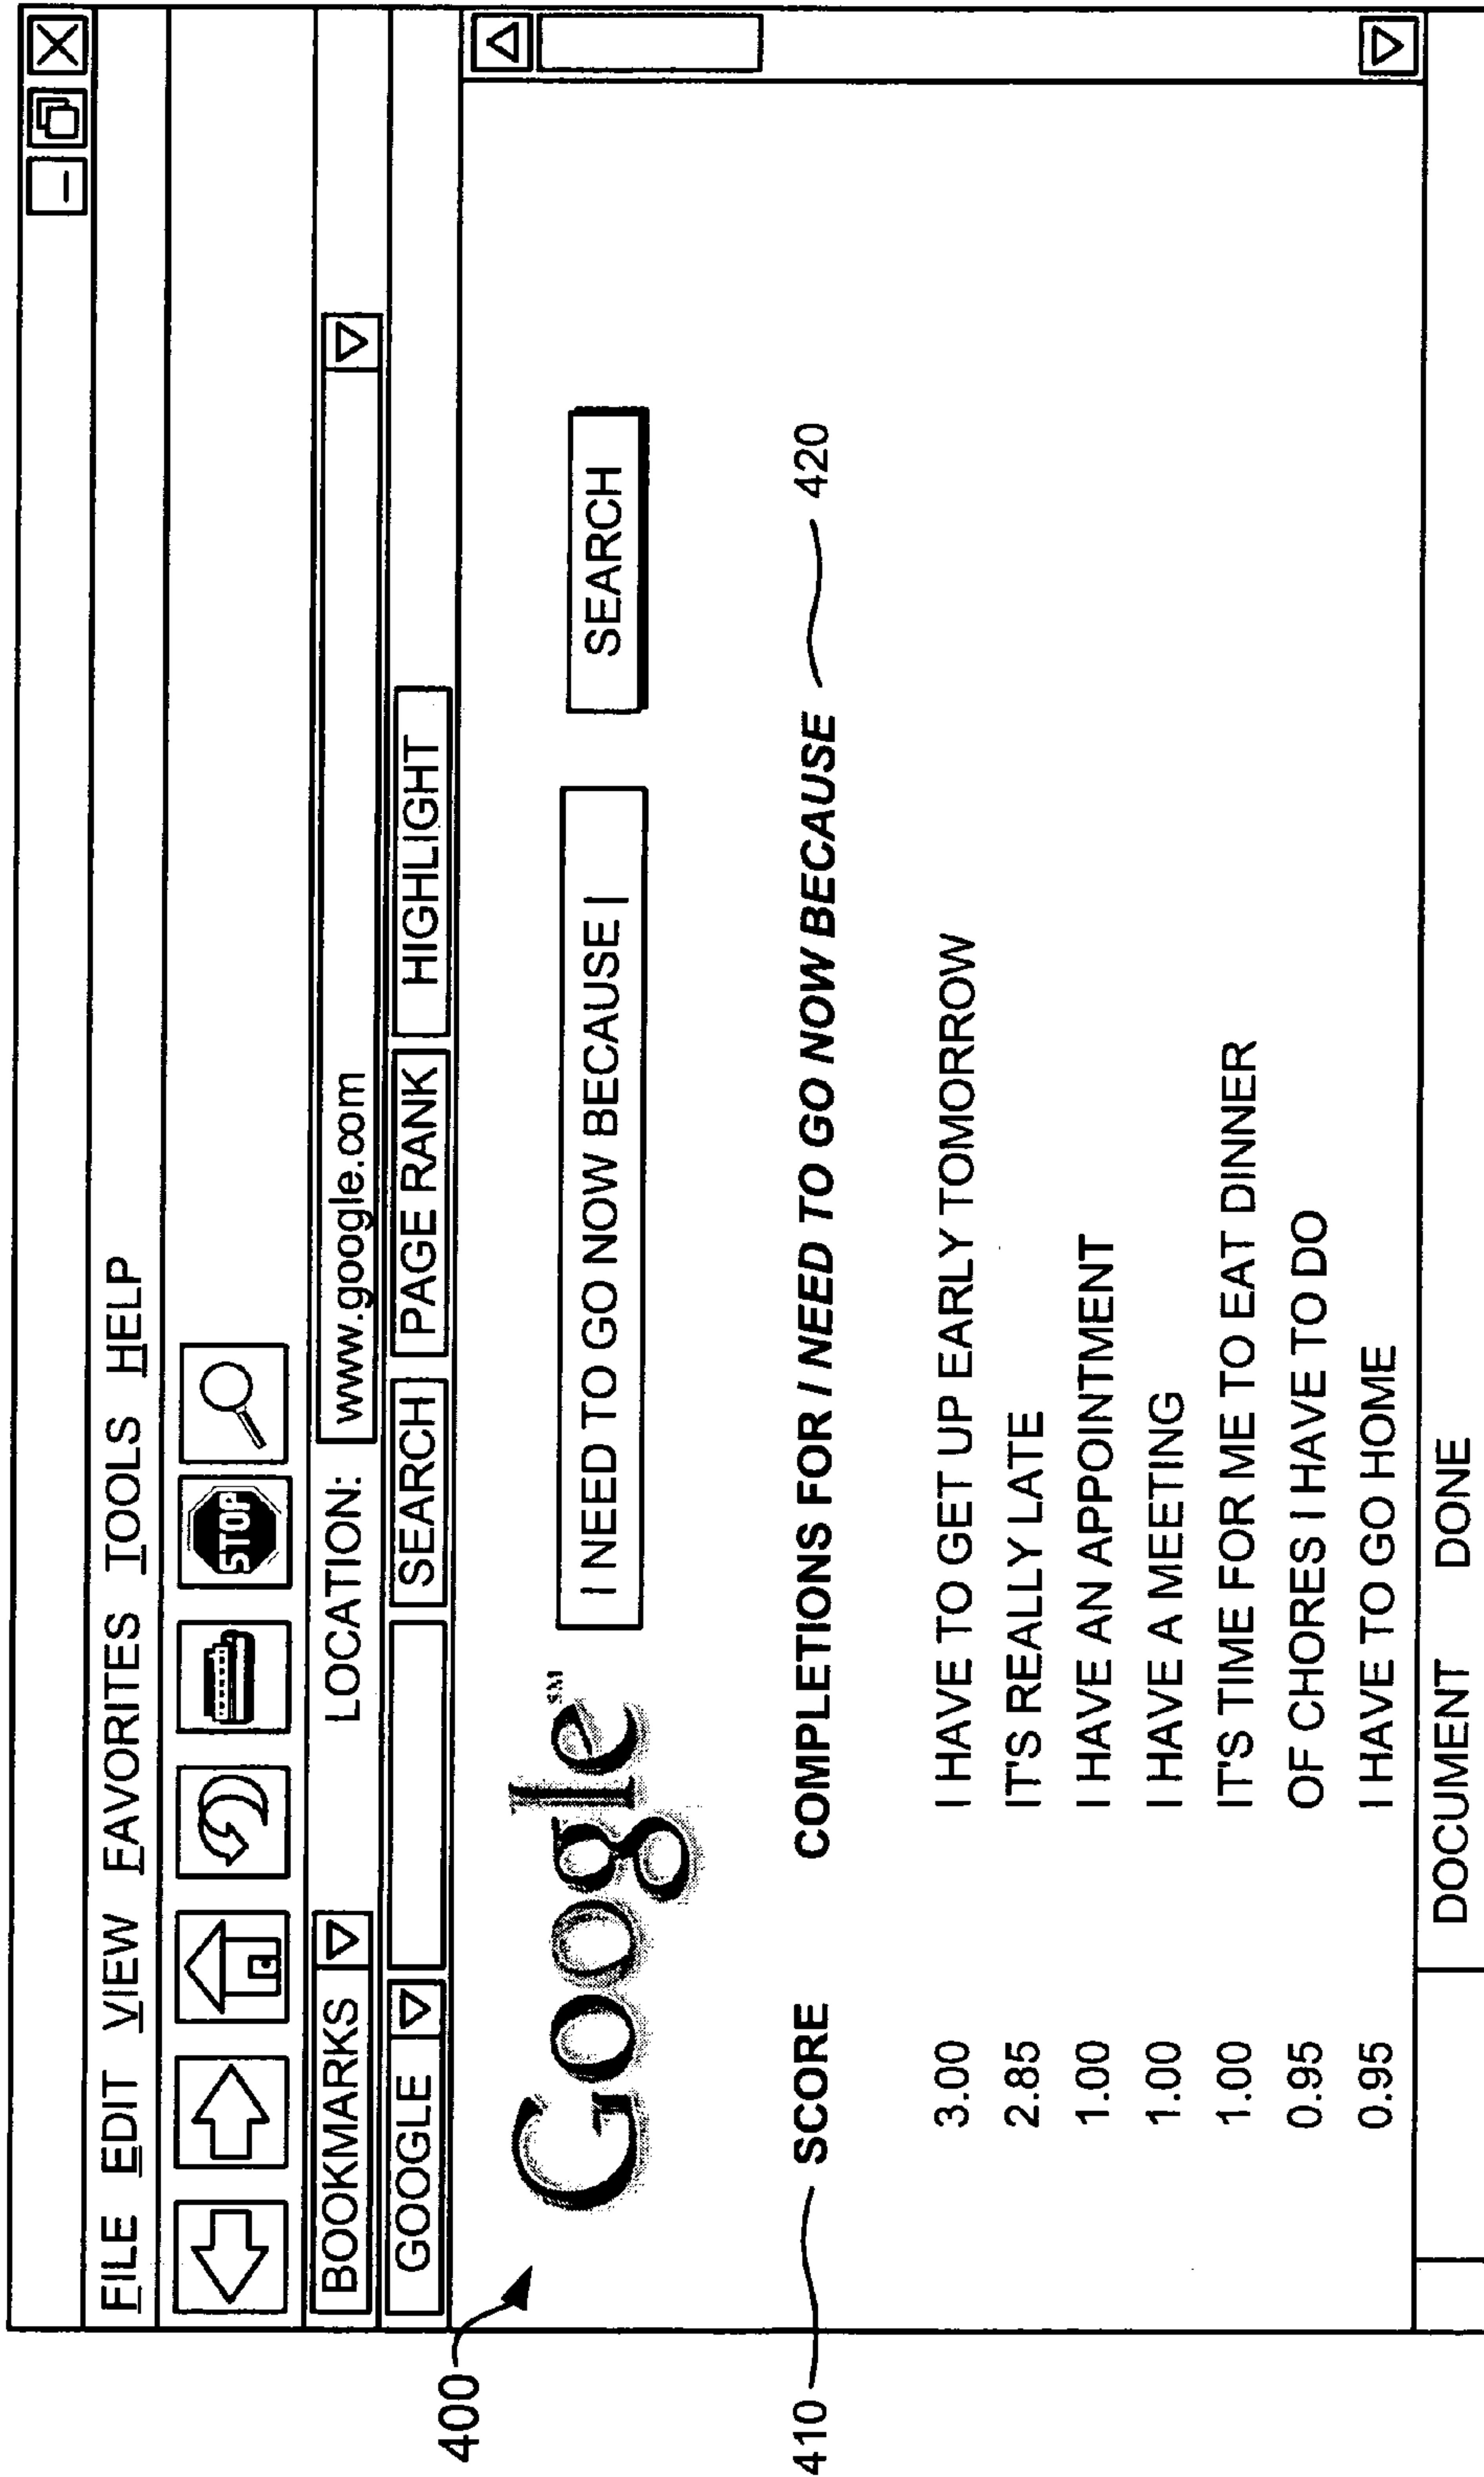 FILE EDIT VIEW FAVORITES TOOLS HELP
STOP
BOOKMARKS LOCATION: www.google.com
GOOGLE SEARCH PAGE RANK HIGHLIGHT
400
Google SM I NEED TO GO NOW BECAUSE | SEARCH
410 SCORE COMPLETIONS FOR I NEED TO GO NOW BECAUSE 420
3.00 I HAVE TO GET UP EARLY TOMORROW
2.85 IT'S REALLY LATE
1.00 I HAVE AN APPOINTMENT
1.00 I HAVE A MEETING
1.00 IT'S TIME FOR ME TO EAT DINNER
0.95 OF CHORES I HAVE TO DO
0.95 I HAVE TO GO HOME
DOCUMENT DONE